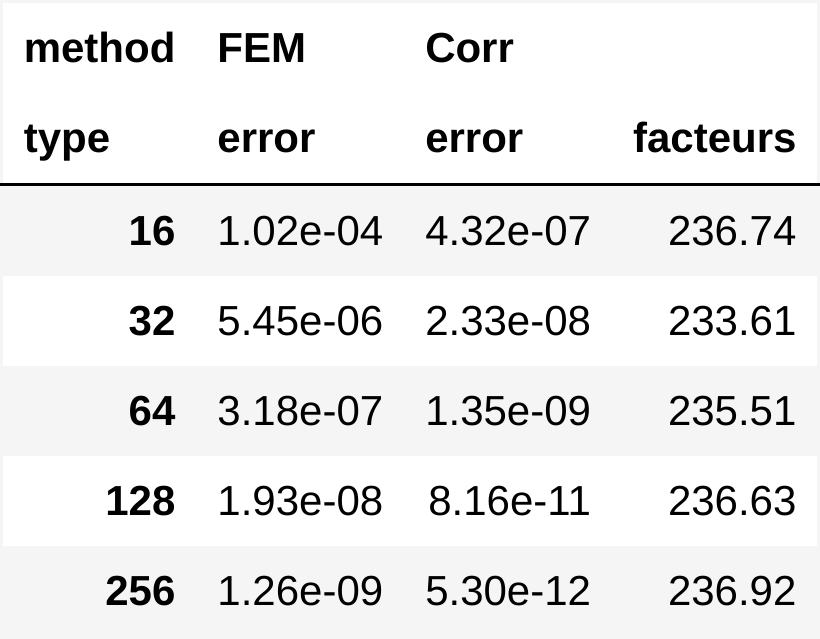 method FEM Corr
type error error facteurs
16 1.02e-04 4.32e-07 236.74
32 5.45e-06 2.33e-08 233.61
64 3.18e-07 1.35e-09 235.51
128 1.93e-08 8.16e-11 236.63
256 1.26e-09 5.30e-12 236.92